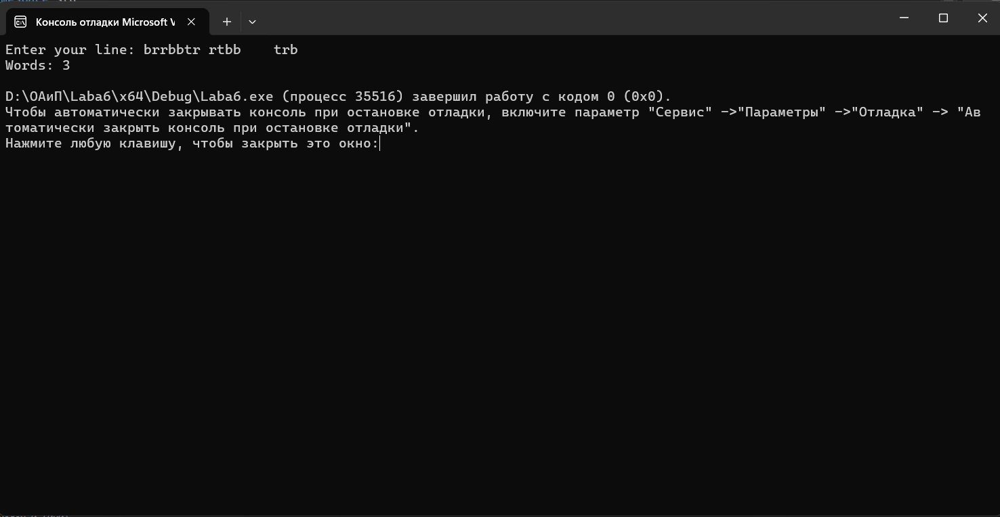 Консоль отладки Microsoft V
Enter your line: brrbbtr rtbb    trb
Words: 3
D:\ОАиП\Laba6\x64\Debug\Laba6.exe (процесс 35516) завершил работу с кодом 0 (0x0).
Чтобы автоматически закрывать консоль при остановке отладки, включите параметр "Сервис" ->"Параметры" ->"Отладка" -> "Ав
томатически закрыть консоль при остановке отладки".
Нажмите любую клавишу, чтобы закрыть это окно: